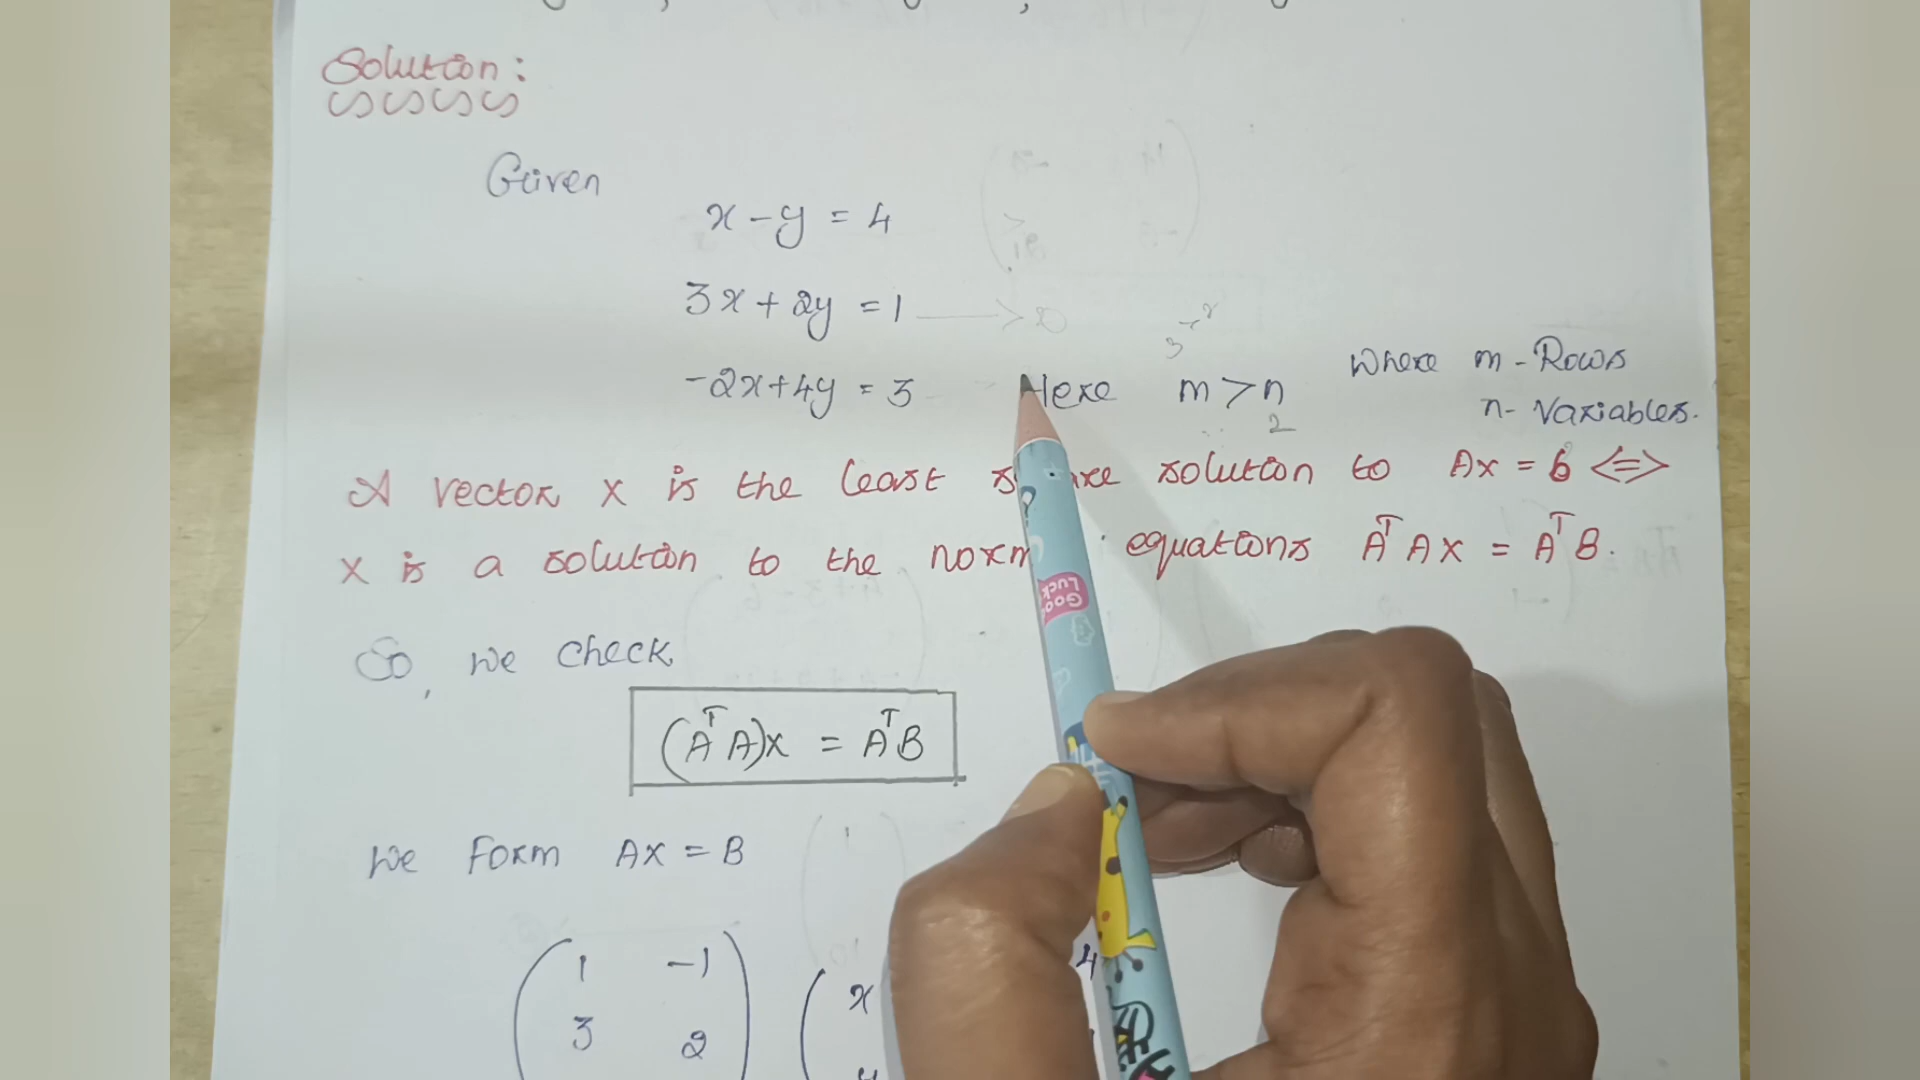 Solution:
Given
x - y = 4
3x + 2y = 1
-2x + 4y = 3 Here m > n Where m - Rows
2 n - Variables.
A vector x is the least solution to Ax = b <=>
x is a solution to the equations AᵀAx = AᵀB.
So, we check
(AᵀA)x = AᵀB
We Form Ax = B
1 -1 x 4
3 2
Good Luck